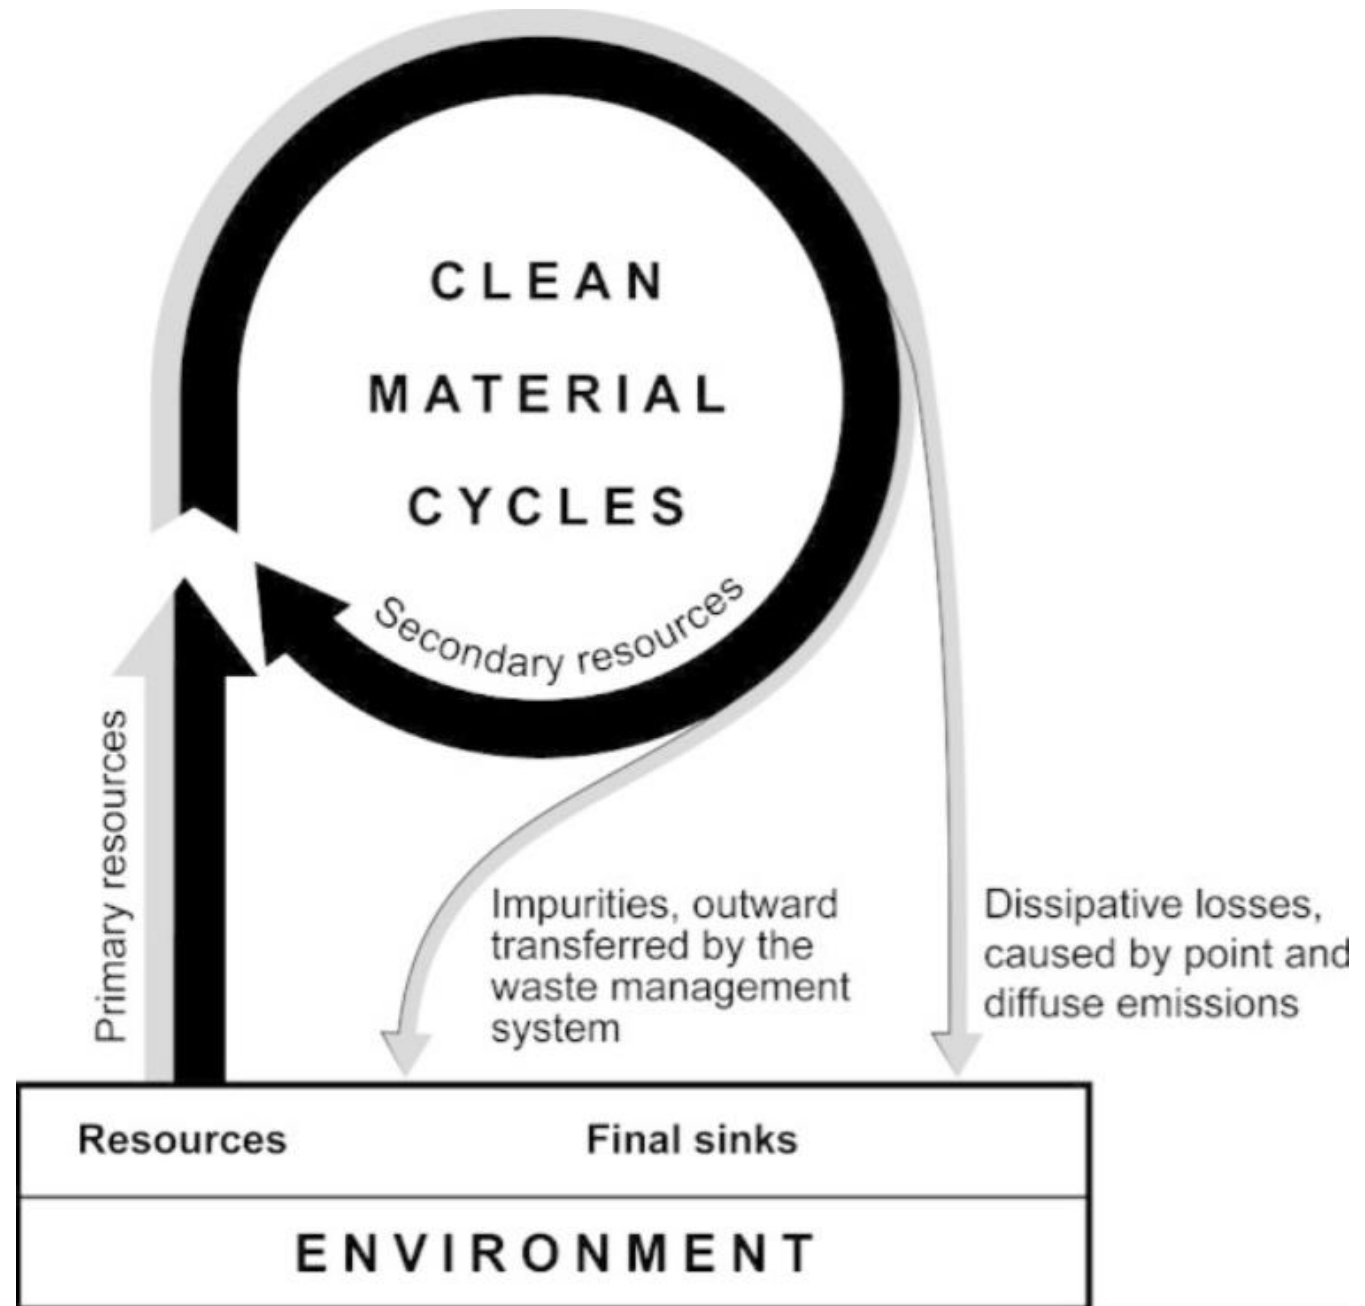 CLEAN
MATERIAL
CYCLES
Secondary resources
Primary resources
Impurities, outward
transferred by the
waste management
system
Dissipative losses,
caused by point and
diffuse emissions
Resources
Final sinks
ENVIRONMENT